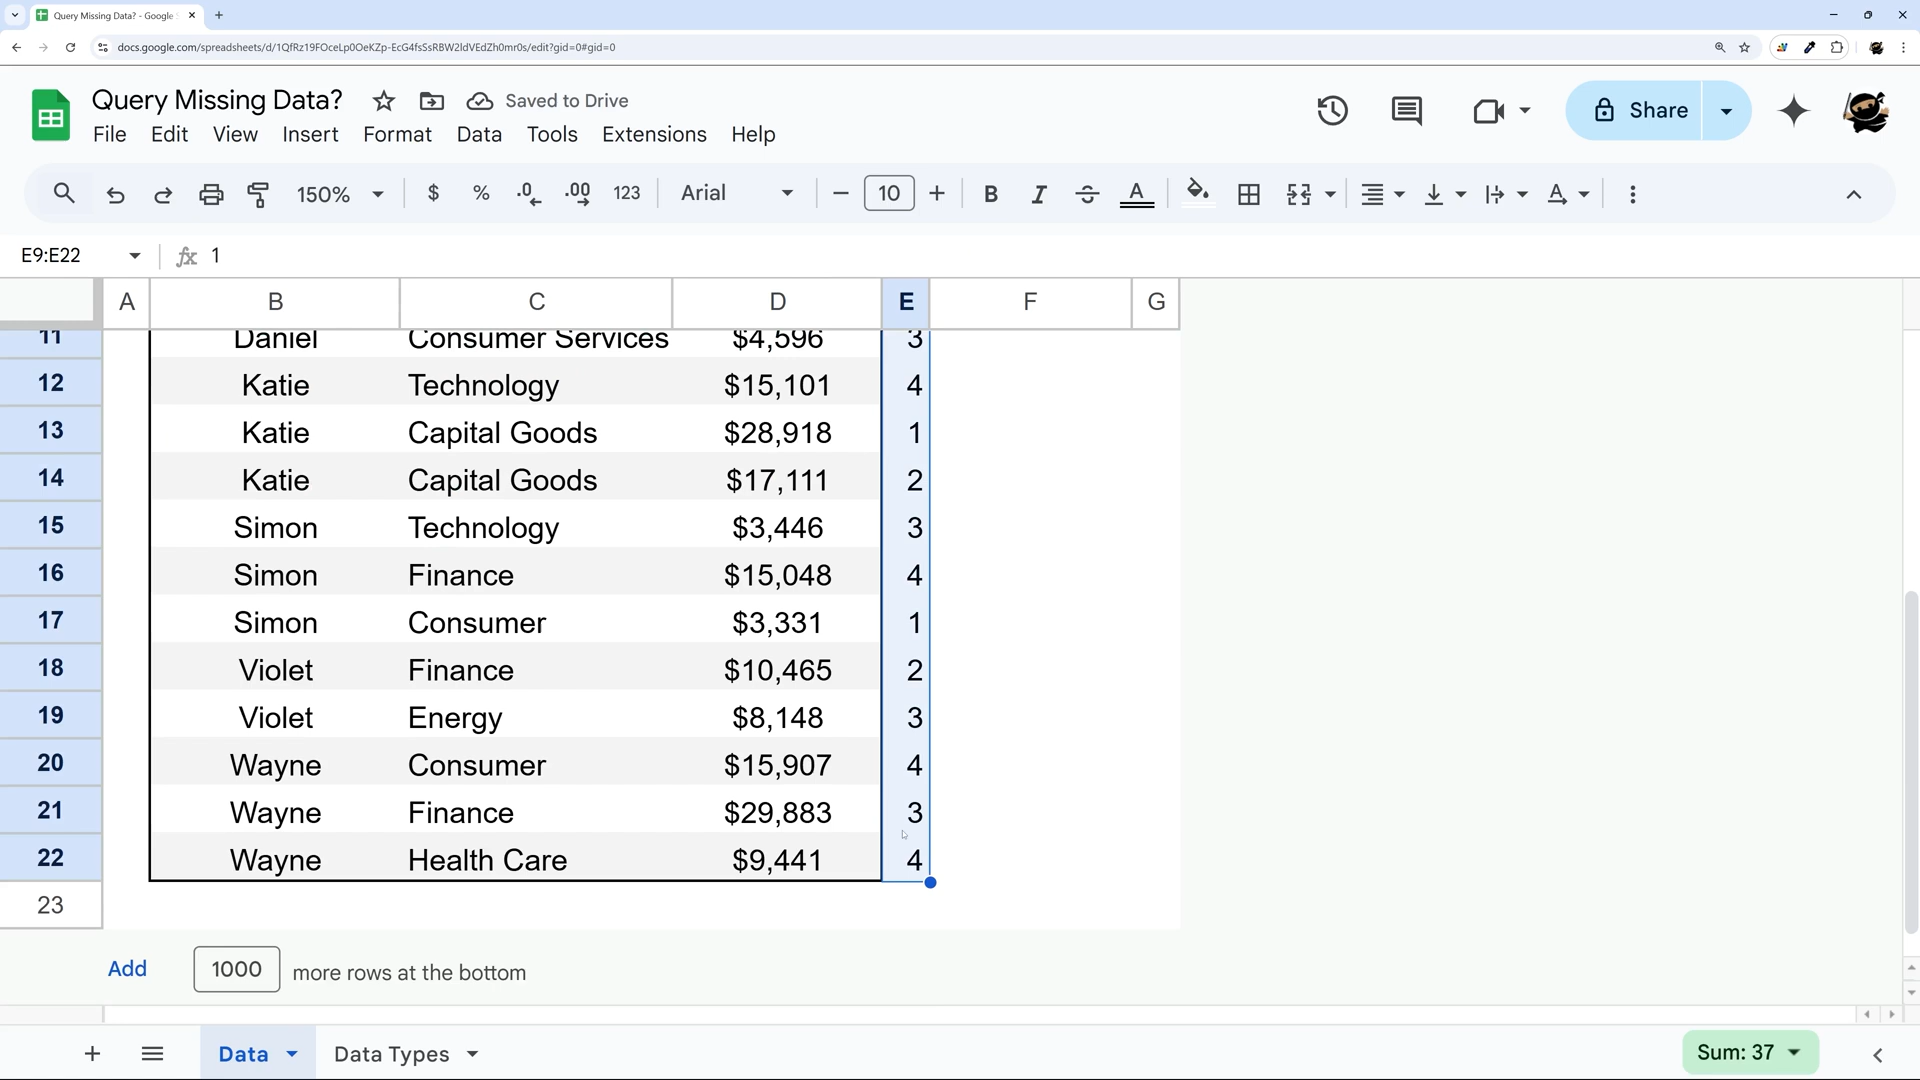 Query Missing Data? - Google S
docs.google.com/spreadsheets/d/1QfRz19FOceLp0OeKZp-EcG4fsSsRBW2ldVEdZh0mr0s/edit?gid=0#gid=0
Query Missing Data? Saved to Drive
Share
File Edit View Insert Format Data Tools Extensions Help
150% $ % .0 .00 123 Arial 10 B I S A
E9:E22 fx 1
A B C D E F G
11 Daniel Consumer Services $4,596 3
12 Katie Technology $15,101 4
13 Katie Capital Goods $28,918 1
14 Katie Capital Goods $17,111 2
15 Simon Technology $3,446 3
16 Simon Finance $15,048 4
17 Simon Consumer $3,331 1
18 Violet Finance $10,465 2
19 Violet Energy $8,148 3
20 Wayne Consumer $15,907 4
21 Wayne Finance $29,883 3
22 Wayne Health Care $9,441 4
23
Add 1000 more rows at the bottom
Data Data Types Sum: 37